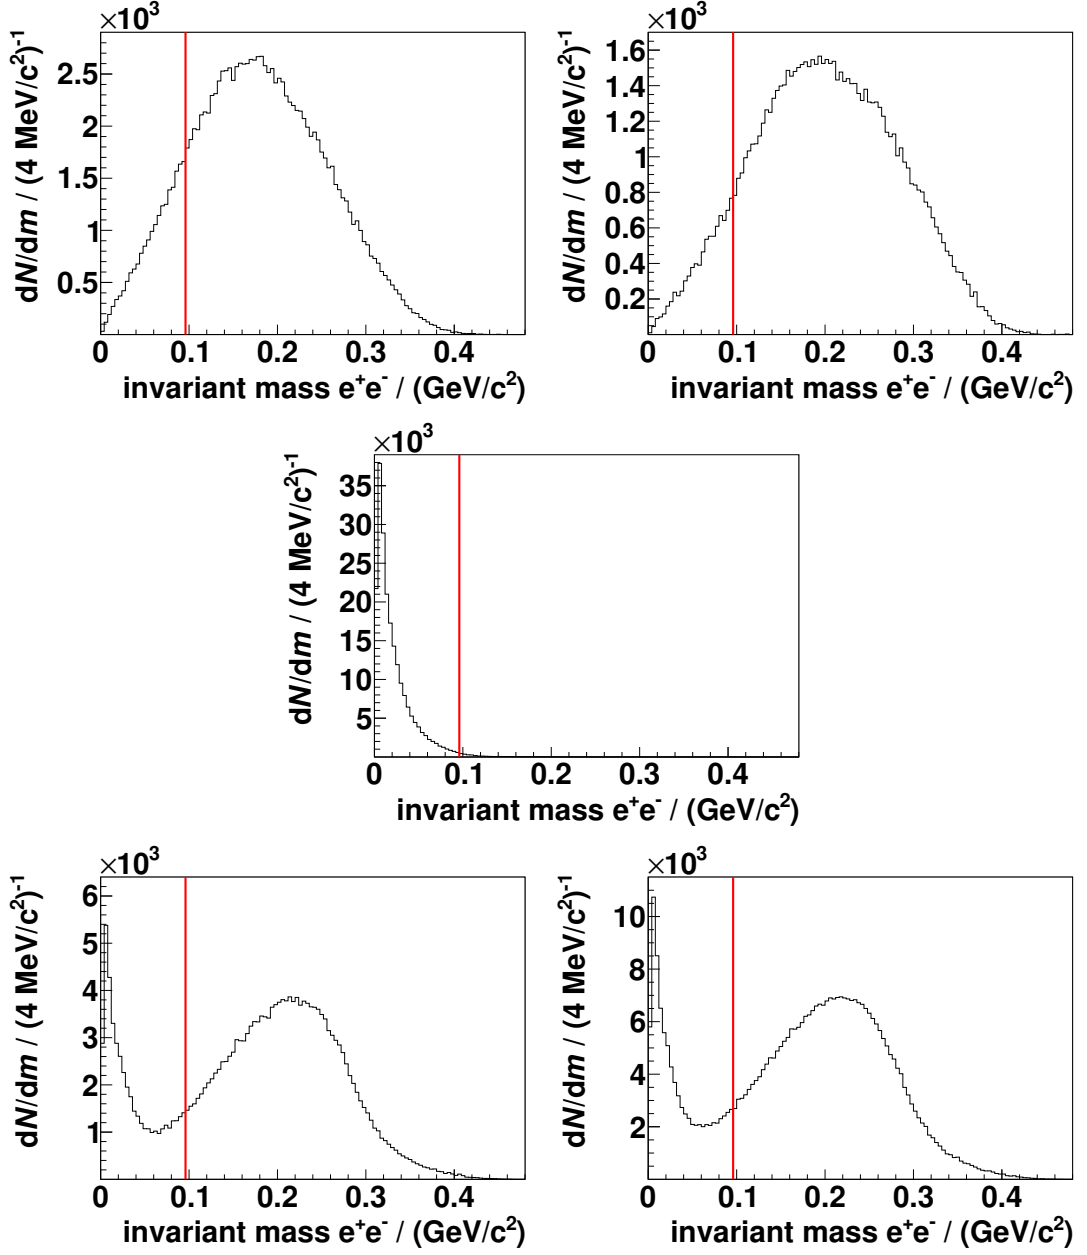 ×10³ ×10³
dN/dm / (4 MeV/c²)⁻¹ dN/dm / (4 MeV/c²)⁻¹
2.5 1.6
2 1.4
1.5 1.2
1 1
0.5 0.8
0.6
0.4
0.2
0 0.1 0.2 0.3 0.4 0 0.1 0.2 0.3 0.4
invariant mass e⁺e⁻ / (GeV/c²) invariant mass e⁺e⁻ / (GeV/c²)
×10³
dN/dm / (4 MeV/c²)⁻¹
35
30
25
20
15
10
5
0 0.1 0.2 0.3 0.4
invariant mass e⁺e⁻ / (GeV/c²)
×10³ ×10³
dN/dm / (4 MeV/c²)⁻¹ dN/dm / (4 MeV/c²)⁻¹
6 10
5 8
4 6
3 4
2 2
1
0 0.1 0.2 0.3 0.4 0 0.1 0.2 0.3 0.4
invariant mass e⁺e⁻ / (GeV/c²) invariant mass e⁺e⁻ / (GeV/c²)